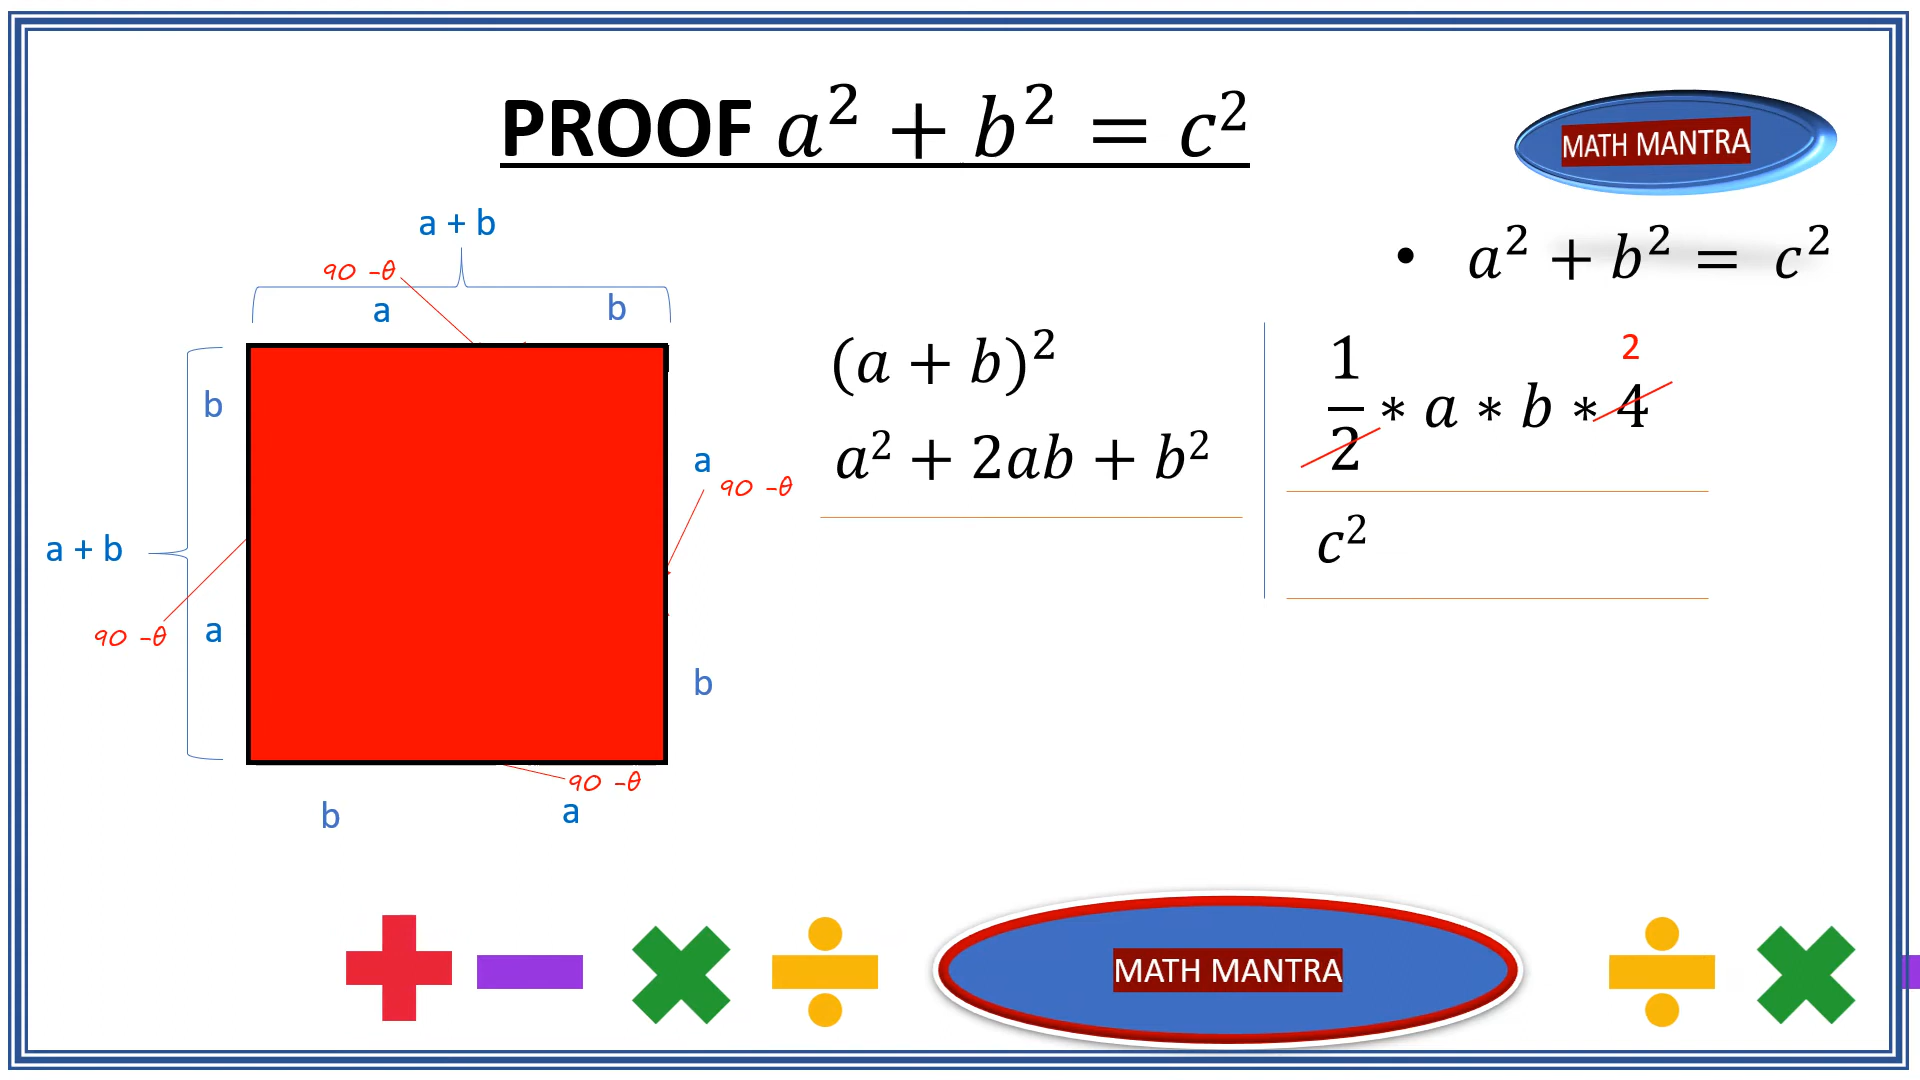 PROOF a² + b² = c²
MATH MANTRA
a + b
90 -θ
a
b
• a² + b² = c²
b
a + b
a
90 -θ
a
90 -θ
b
90 -θ
b
a
(a + b)²
a² + 2ab + b²
2
1/2 * a * b * 4
c²
MATH MANTRA